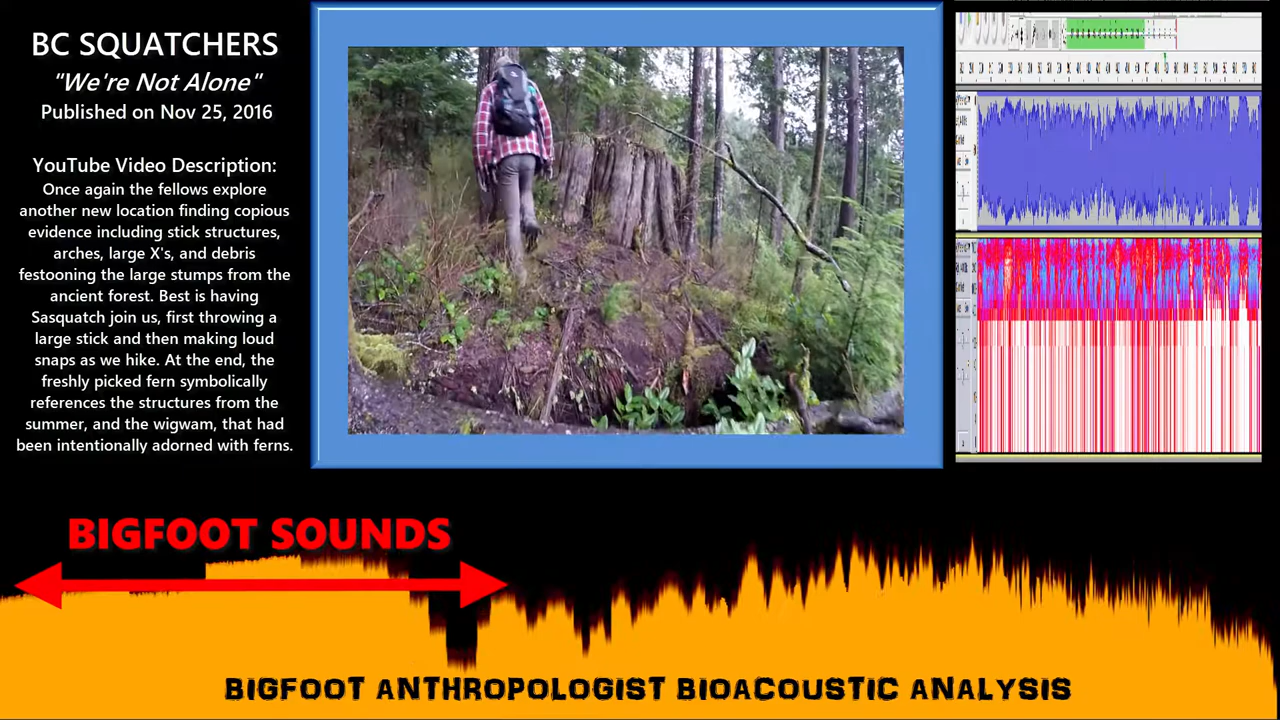 BC SQUATCHERS
"We're Not Alone"
Published on Nov 25, 2016
YouTube Video Description:
Once again the fellows explore
another new location finding copious
evidence including stick structures,
arches, large X's, and debris
festooning the large stumps from the
ancient forest. Best is having
Sasquatch join us, first throwing a
large stick and then making loud
snaps as we hike. At the end, the
freshly picked fern symbolically
references the structures from the
summer, and the wigwam, that had
been intentionally adorned with ferns.
BIGFOOT SOUNDS
BIGFOOT ANTHROPOLOGIST BIOACOUSTIC ANALYSIS